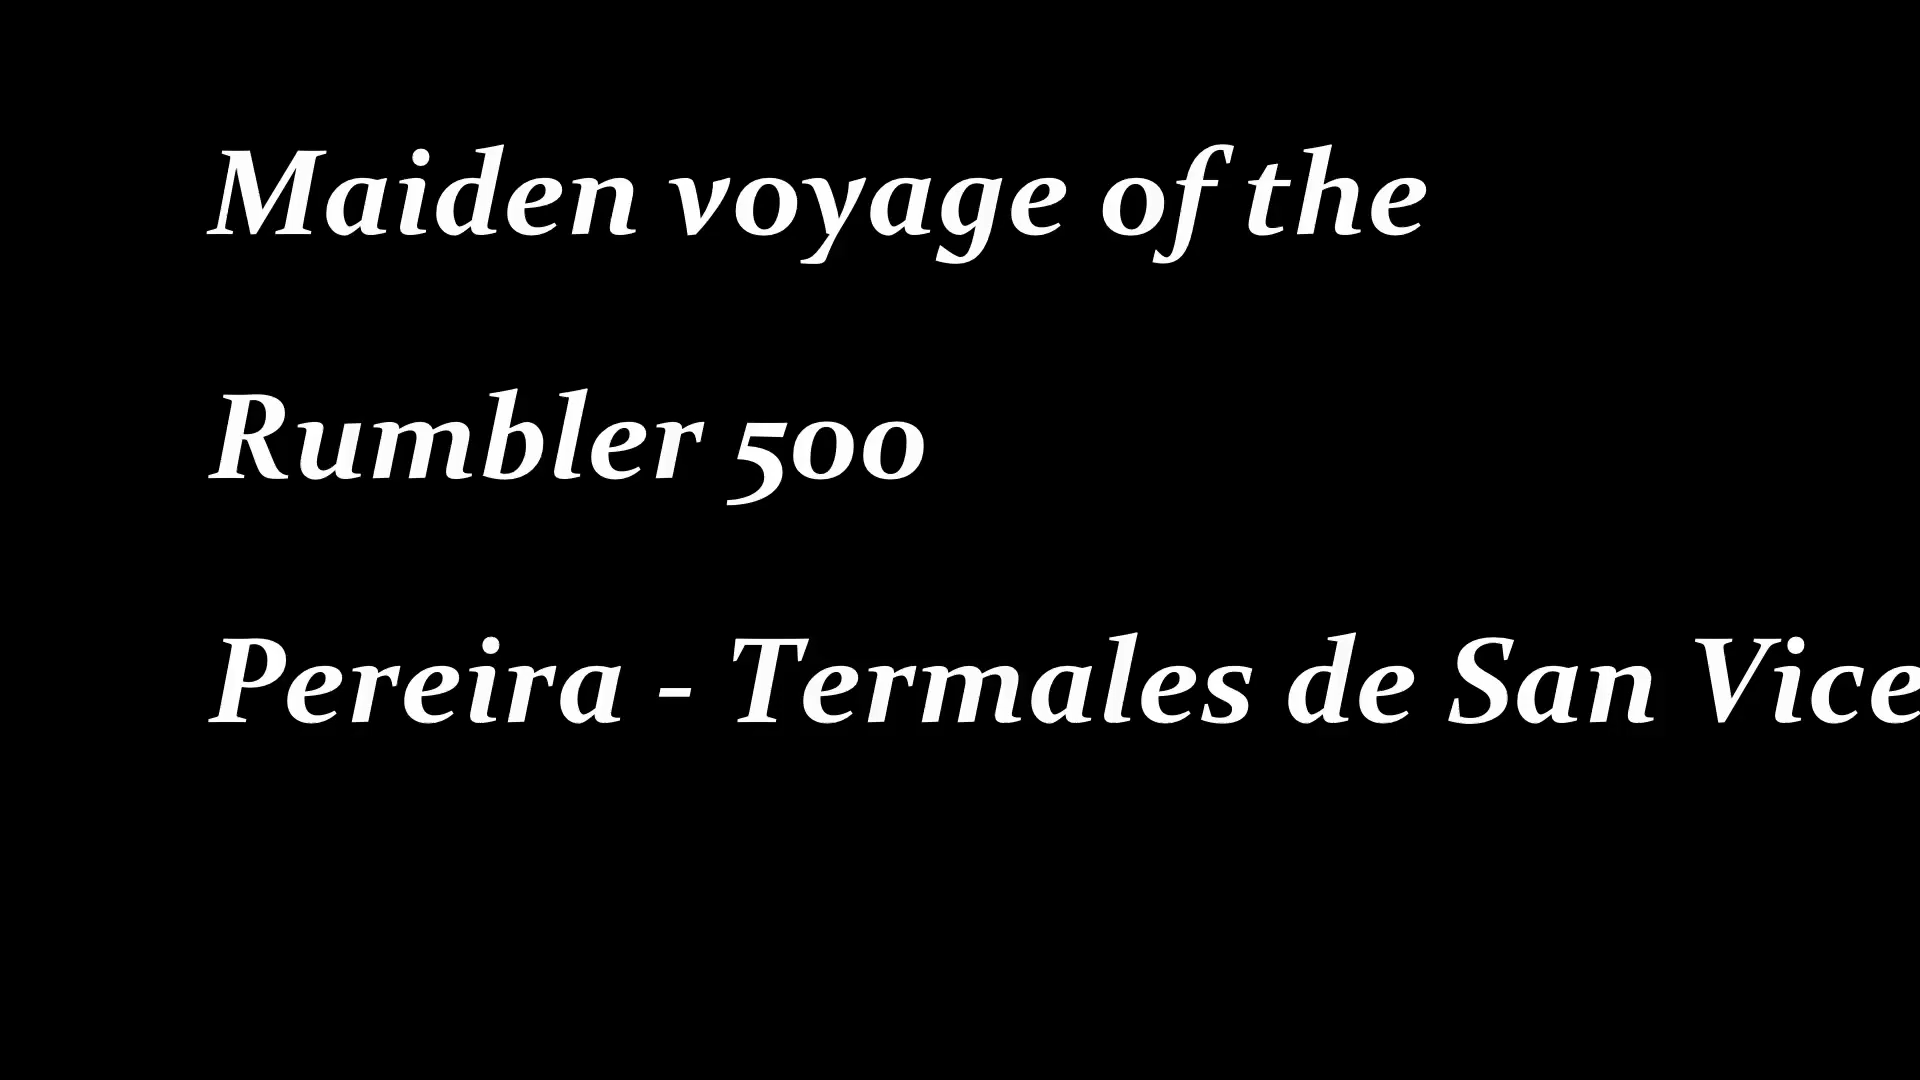 Maiden voyage of the
Rumbler 500
Pereira - Termales de San Vice